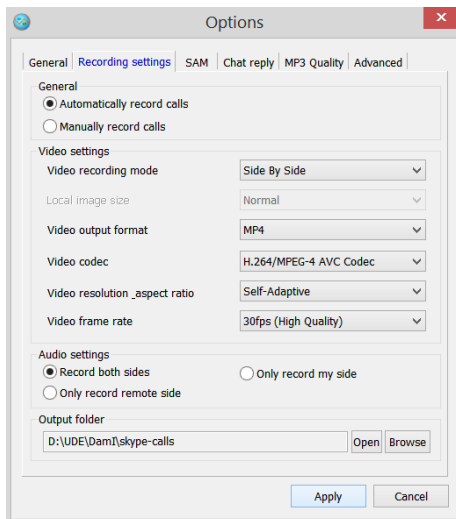 Options
General Recording settings SAM Chat reply MP3 Quality Advanced
General
Automatically record calls
Manually record calls
Video settings
Video recording mode Side By Side
Local image size Normal
Video output format MP4
Video codec H.264/MPEG-4 AVC Codec
Video resolution _aspect ratio Self-Adaptive
Video frame rate 30fps (High Quality)
Audio settings
Record both sides Only record my side
Only record remote side
Output folder
D:\UDE\DamI\skype-calls Open Browse
Apply Cancel